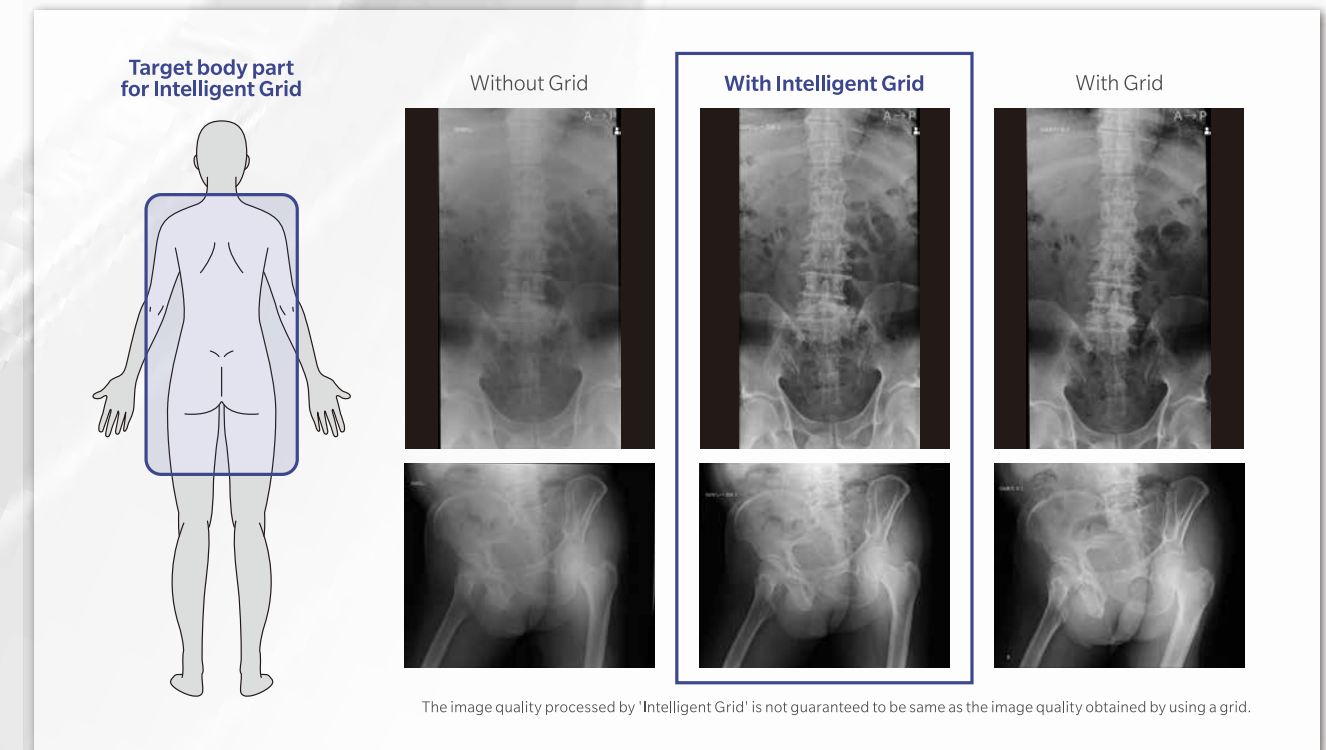 Target body part
for Intelligent Grid
Without Grid
With Intelligent Grid
With Grid
A→P
A→P
A→P
The image quality processed by 'Intelligent Grid' is not guaranteed to be same as the image quality obtained by using a grid.